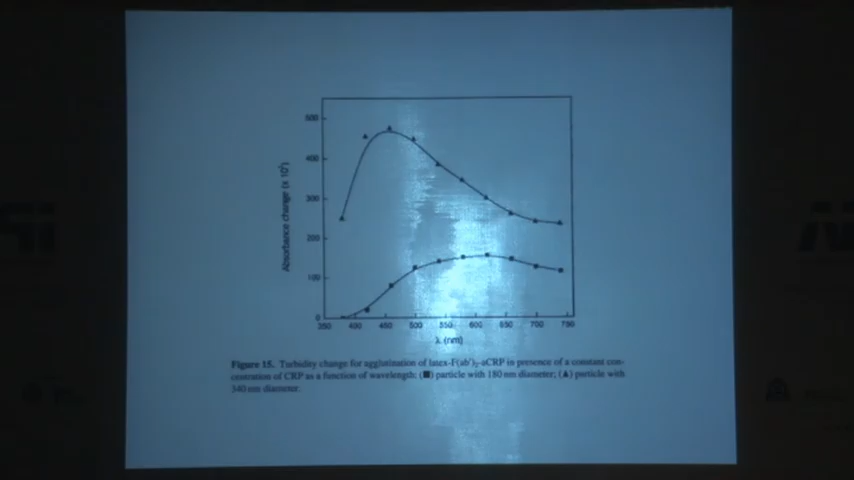 500
400
300
200
100
0
Absorbance change (x 10³)
350 400 450 500 550 600 650 700 750
λ (nm)
Figure 15. Turbidity change for agglutination of latex-F(ab')₂-aCRP in presence of a constant con-
centration of CRP as a function of wavelength; (■) particle with 180 nm diameter; (▲) particle with
340 nm diameter.